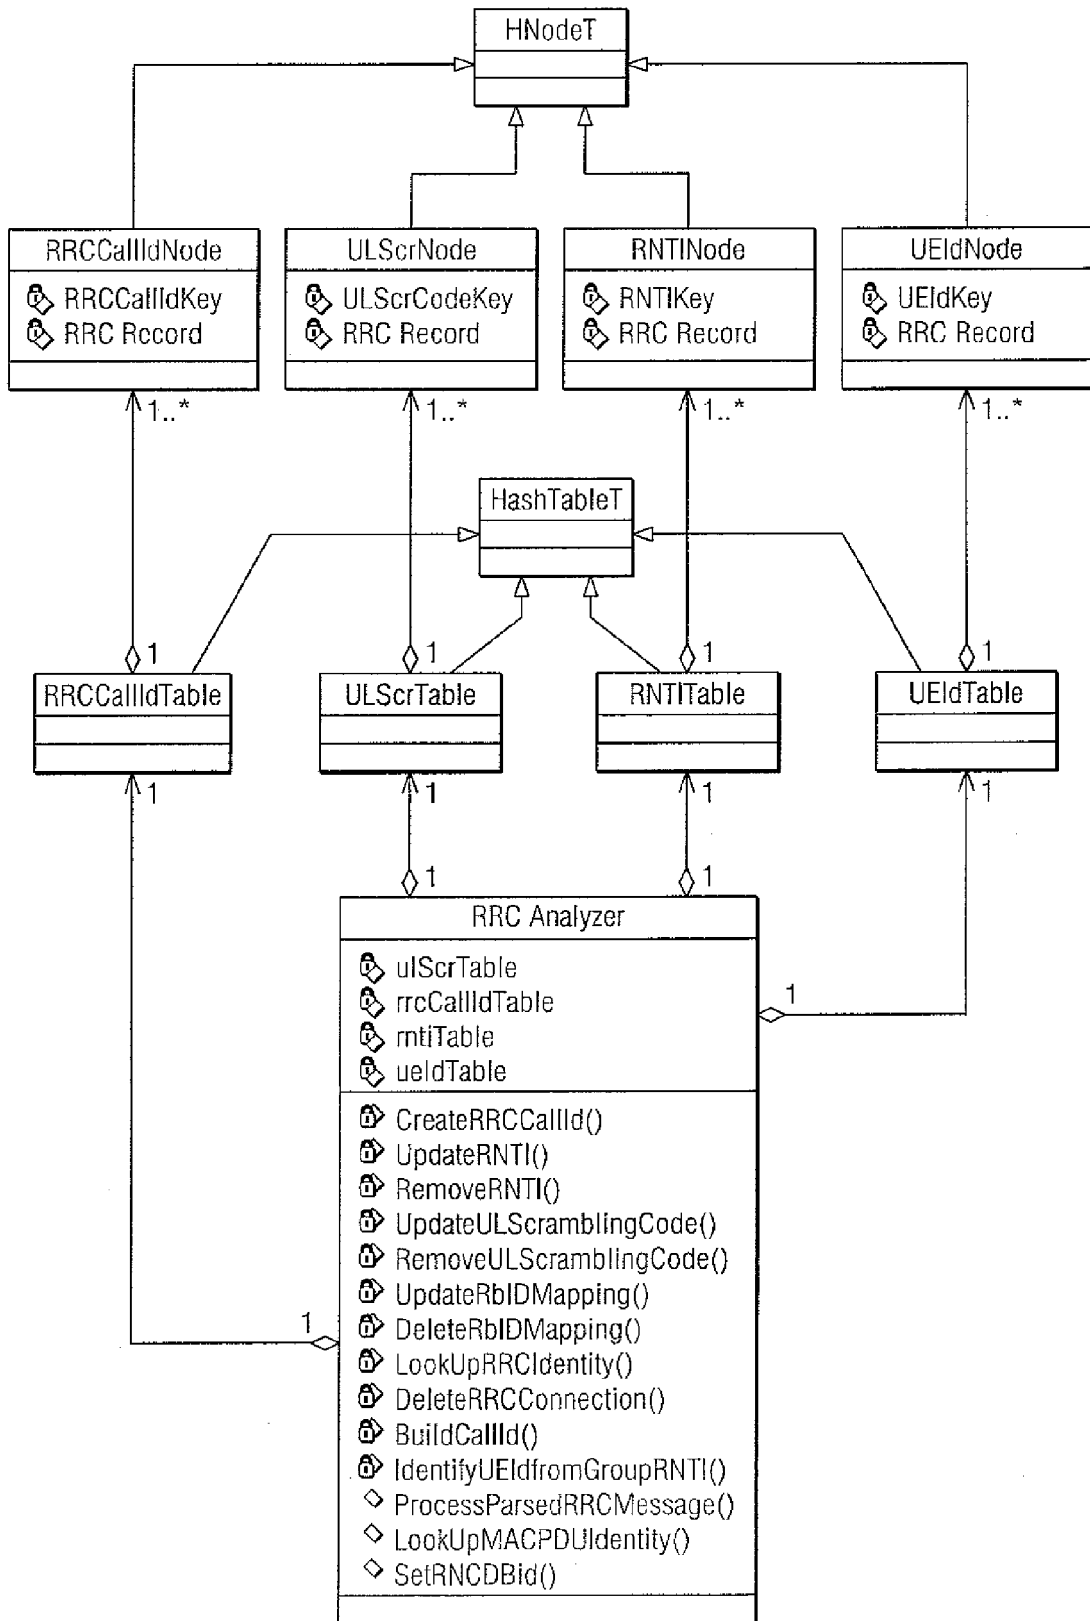 HNodeT
RRCCallIdNode
RRCCallIdKey
RRC Record
ULScrNode
ULScrCodeKey
RRC Record
RNTINode
RNTIKey
RRC Record
UEIdNode
UEIdKey
RRC Record
1..*
1..*
1..*
1..*
HashTableT
1
1
1
1
RRCCallIdTable
ULScrTable
RNTITable
UEIdTable
1
1
1
1
1
1
RRC Analyzer
ulScrTable
rrcCallIdTable
rntiTable
ueIdTable
1
CreateRRCCallId()
UpdateRNTI()
RemoveRNTI()
UpdateULScramblingCode()
RemoveULScramblingCode()
UpdateRbIDMapping()
DeleteRbIDMapping()
1
LookUpRRCIdentity()
DeleteRRCConnection()
BuildCallId()
IdentifyUEIdfromGroupRNTI()
ProcessParsedRRCMessage()
LookUpMACPDUIdentity()
SetRNCDBid()